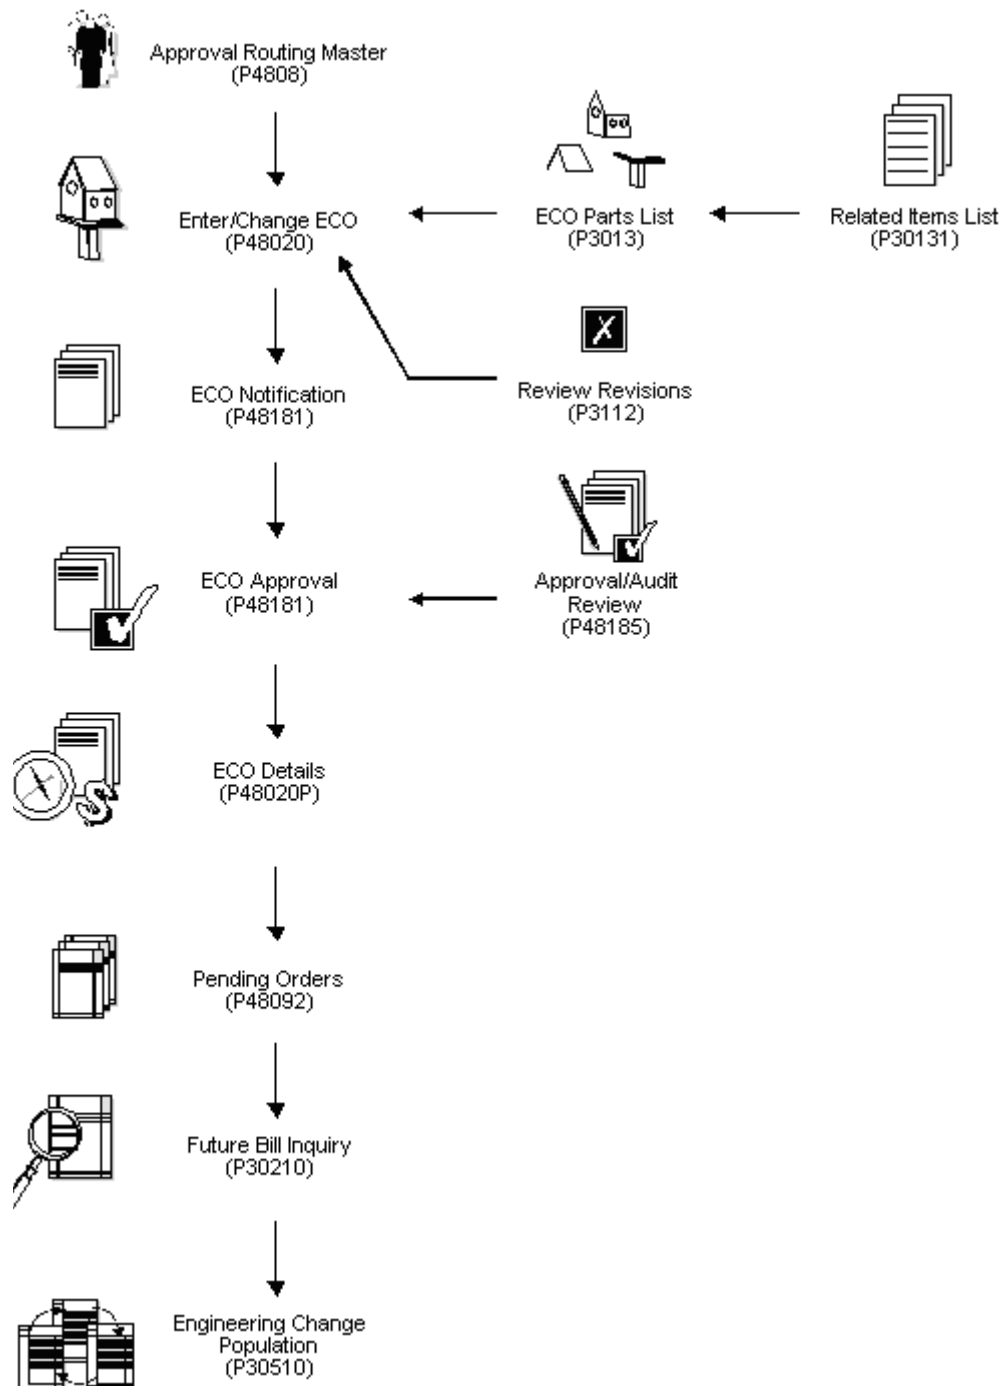 Approval Routing Master
(P4808)
Enter/Change ECO
(P48020)
ECO Parts List
(P3013)
Related Items List
(P30131)
ECO Notification
(P48181)
Review Revisions
(P3112)
ECO Approval
(P48181)
Approval/Audit
Review
(P48185)
ECO Details
(P48020P)
Pending Orders
(P48092)
Future Bill Inquiry
(P30210)
Engineering Change
Population
(P30510)